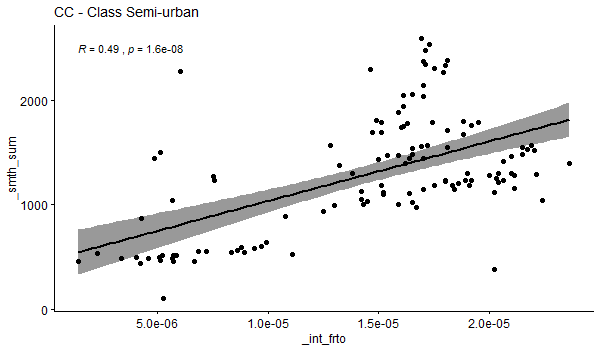 CC - Class Semi-urban
R = 0.49 , p = 1.6e-08
2000
1000
0
_smth_sum
5.0e-06 1.0e-05 1.5e-05 2.0e-05
_int_frto